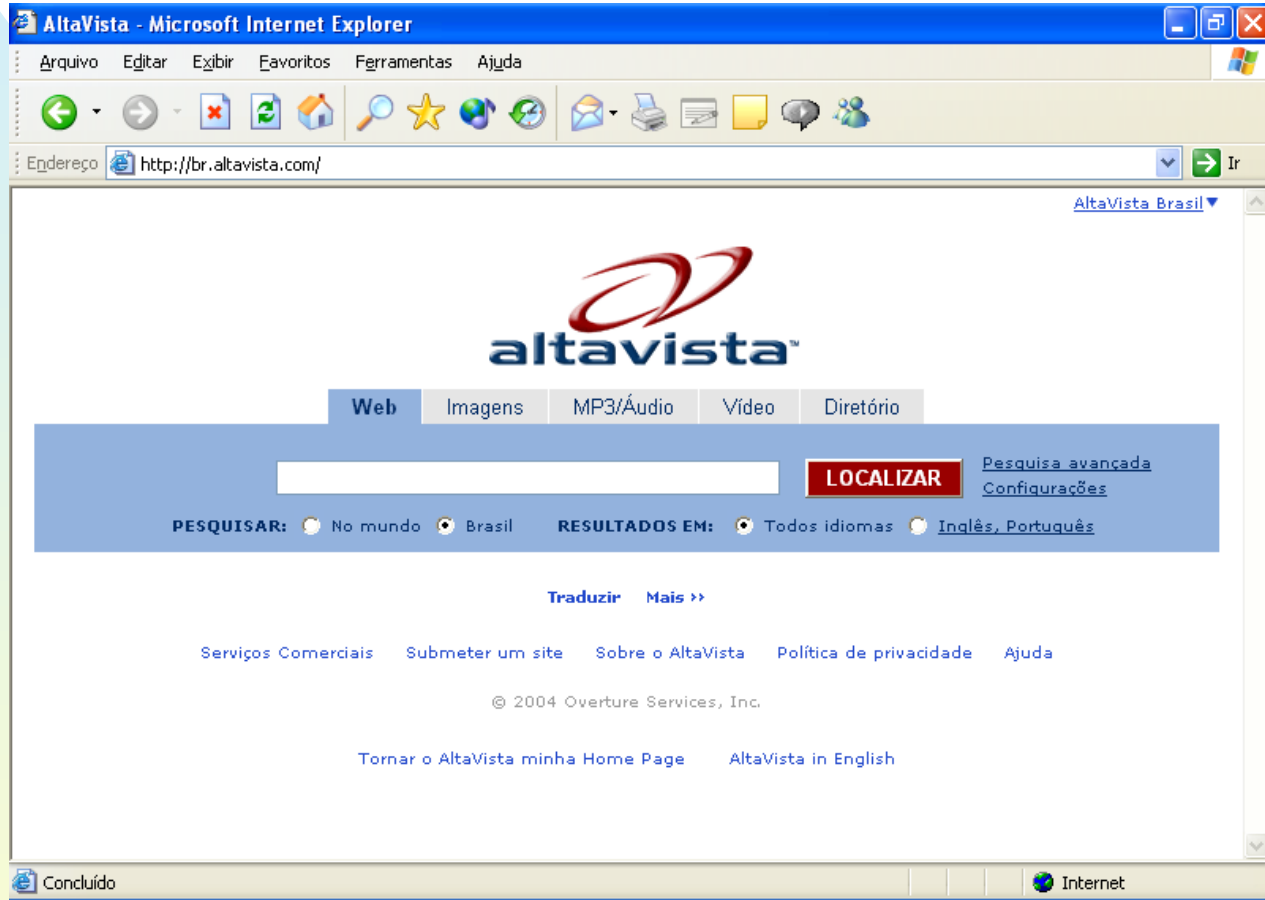 AltaVista - Microsoft Internet Explorer
Arquivo Editar Exibir Favoritos Ferramentas Ajuda
Endereço http://br.altavista.com/ Ir
AltaVista Brasil
altavista™
Web Imagens MP3/Áudio Vídeo Diretório
LOCALIZAR
Pesquisa avançada
Configurações
PESQUISAR: No mundo Brasil RESULTADOS EM: Todos idiomas Inglês, Português
Traduzir Mais >>
Serviços Comerciais Submeter um site Sobre o AltaVista Política de privacidade Ajuda
© 2004 Overture Services, Inc.
Tornar o AltaVista minha Home Page AltaVista in English
Concluído Internet